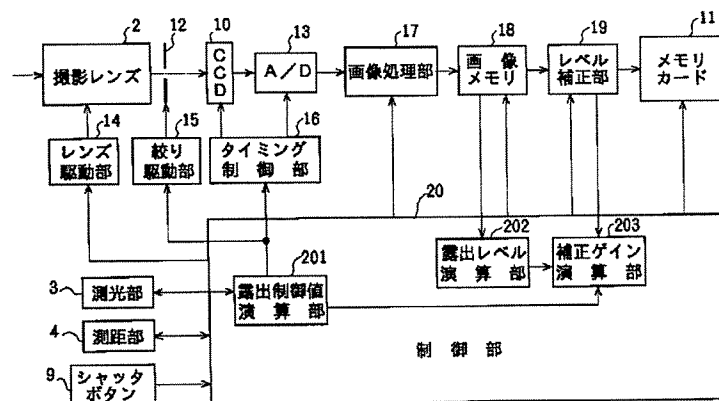 2
12
10
13
17
18
19
11
撮影レンズ
CCD
A/D
画像処理部
画像
メモリ
レベル
補正部
メモリ
カード
14
15
16
レンズ
駆動部
絞り
駆動部
タイミング
制御部
20
202
203
露出レベル
演算部
補正ゲイン
演算部
201
3
測光部
露出制御値
演算部
4
測距部
制御部
9
シャッタ
ボタン